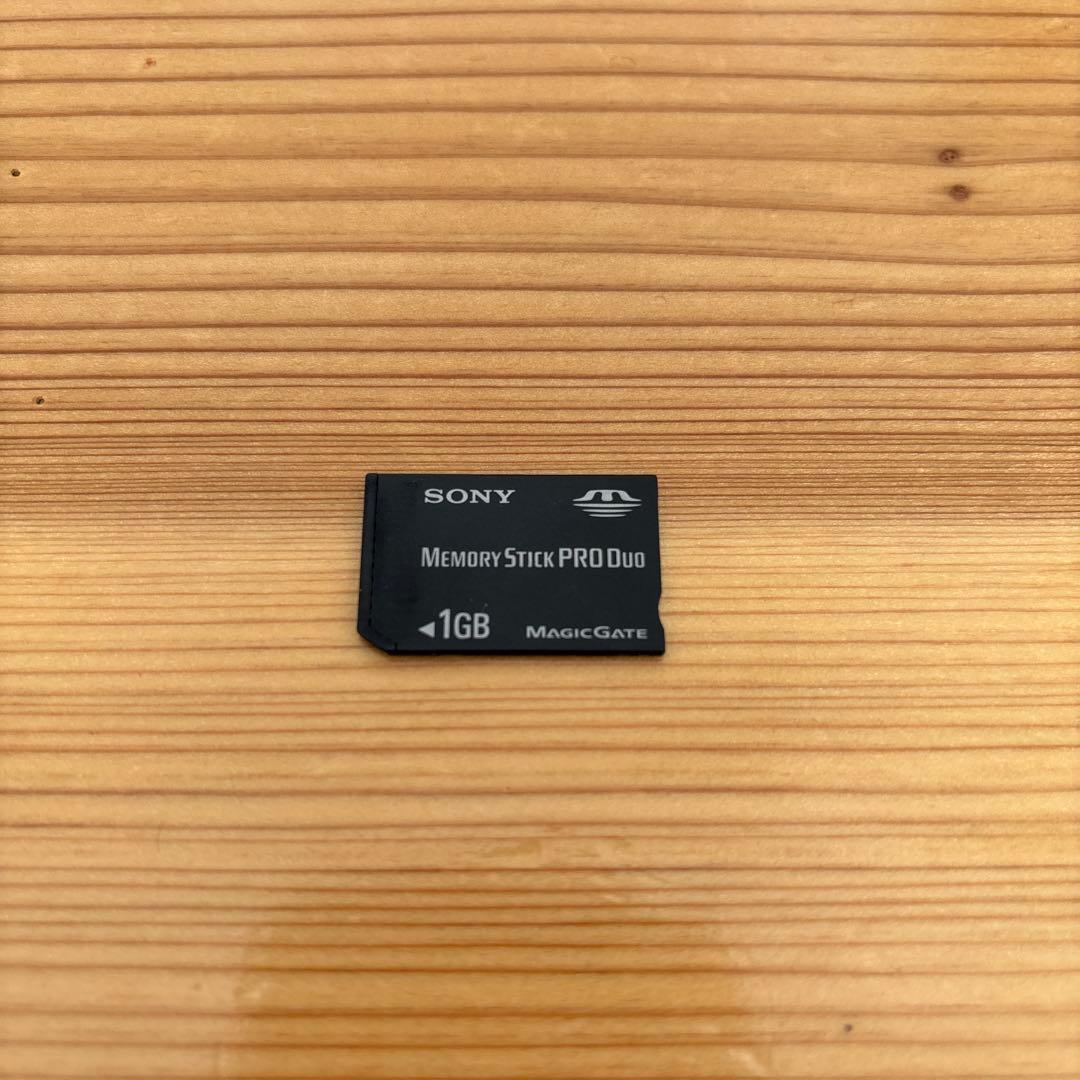 SONY
MEMORY STICK PRO DUO
◄1GB MAGICGATE